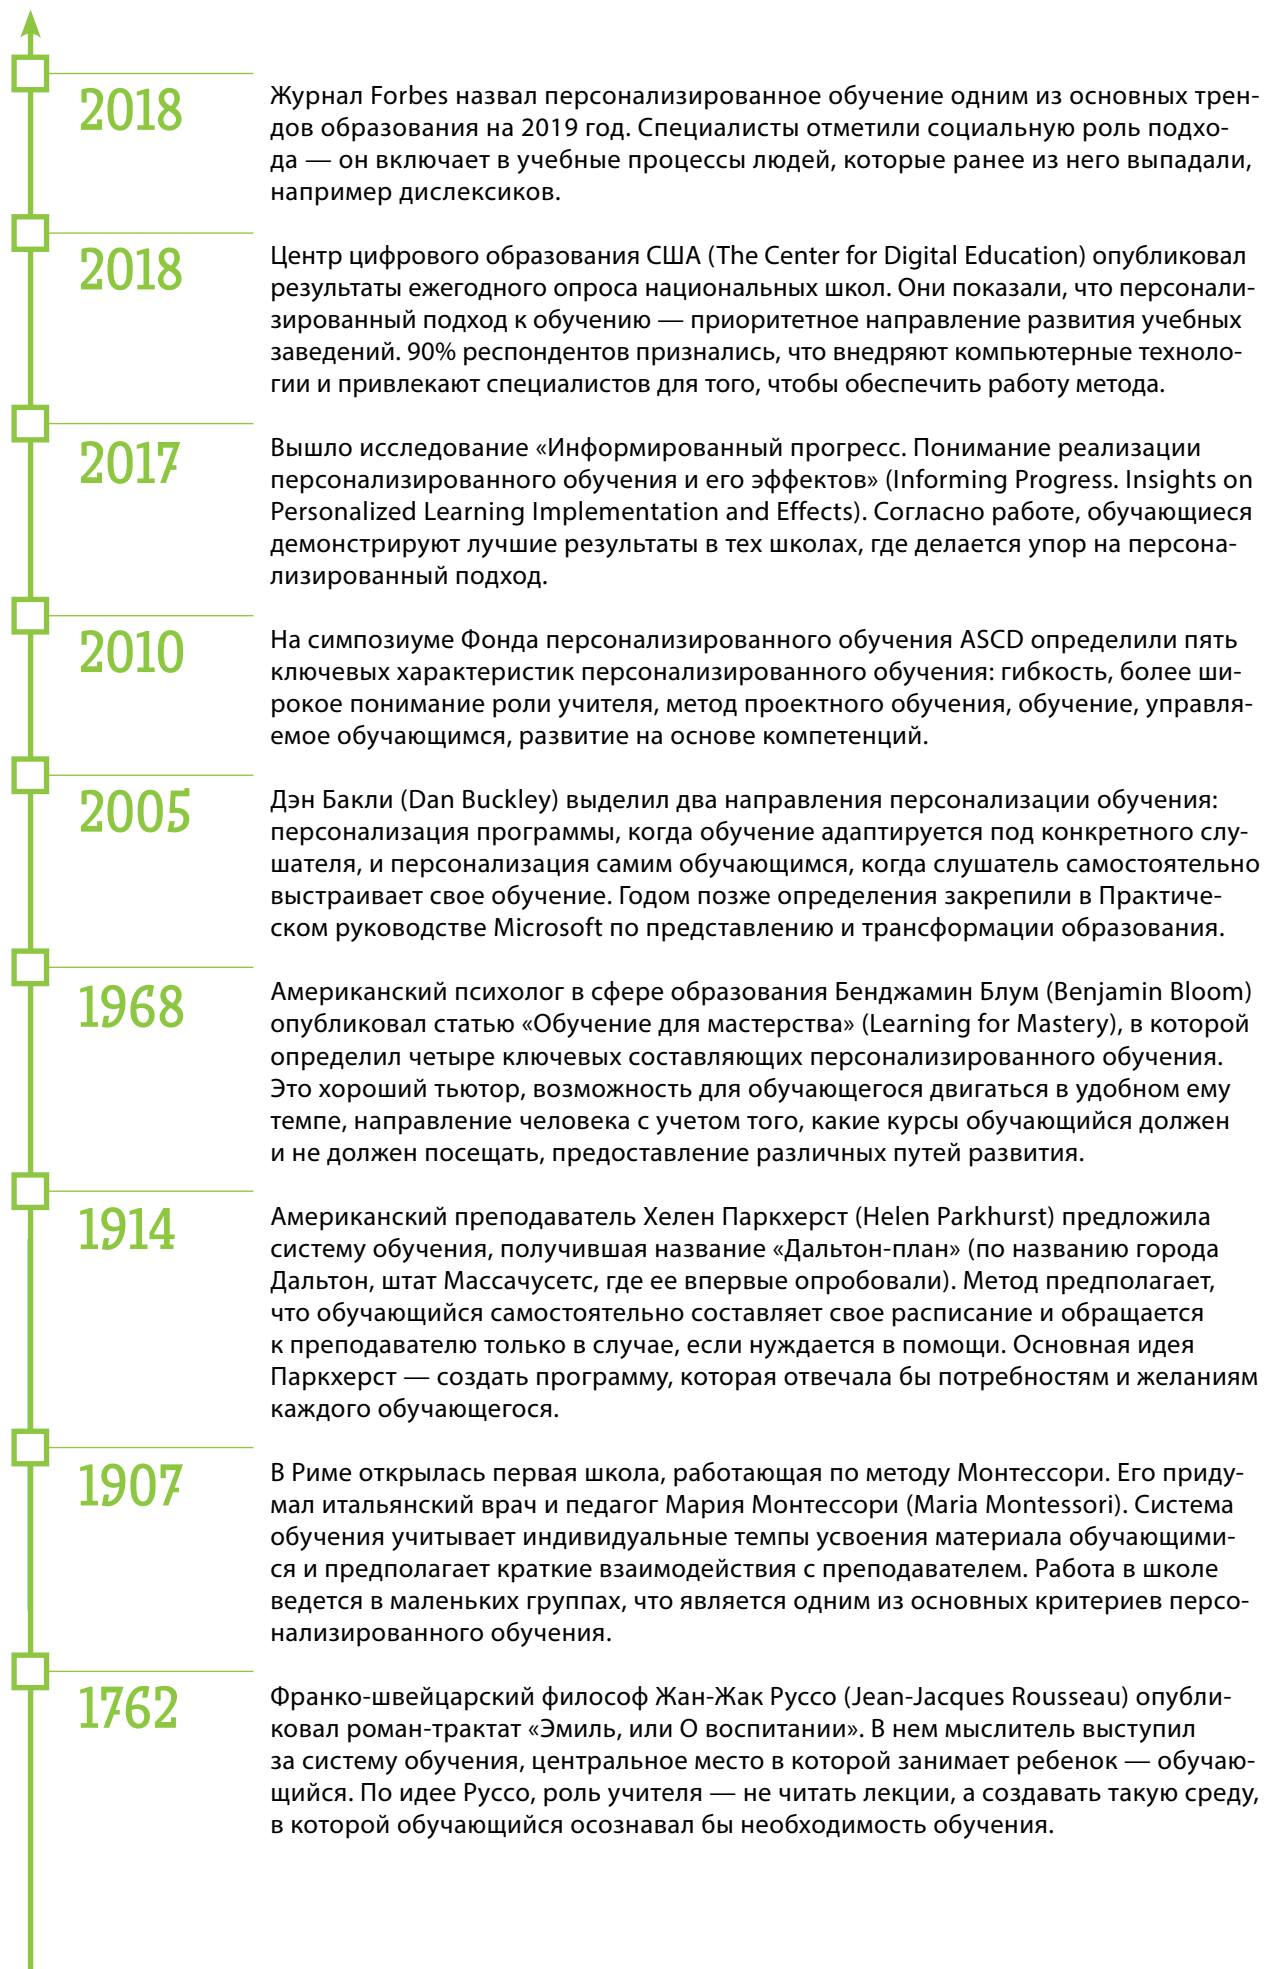 2018
Журнал Forbes назвал персонализированное обучение одним из основных трен-
дов образования на 2019 год. Специалисты отметили социальную роль подхо-
да — он включает в учебные процессы людей, которые ранее из него выпадали,
например дислексиков.
2018
Центр цифрового образования США (The Center for Digital Education) опубликовал
результаты ежегодного опроса национальных школ. Они показали, что персонали-
зированный подход к обучению — приоритетное направление развития учебных
заведений. 90% респондентов признались, что внедряют компьютерные техноло-
гии и привлекают специалистов для того, чтобы обеспечить работу метода.
2017
Вышло исследование «Информированный прогресс. Понимание реализации
персонализированного обучения и его эффектов» (Informing Progress. Insights on
Personalized Learning Implementation and Effects). Согласно работе, обучающиеся
демонстрируют лучшие результаты в тех школах, где делается упор на персона-
лизированный подход.
2010
На симпозиуме Фонда персонализированного обучения ASCD определили пять
ключевых характеристик персонализированного обучения: гибкость, более ши-
рокое понимание роли учителя, метод проектного обучения, обучение, управля-
емое обучающимся, развитие на основе компетенций.
2005
Дэн Бакли (Dan Buckley) выделил два направления персонализации обучения:
персонализация программы, когда обучение адаптируется под конкретного слу-
шателя, и персонализация самим обучающимся, когда слушатель самостоятельно
выстраивает свое обучение. Годом позже определения закрепили в Практиче-
ском руководстве Microsoft по представлению и трансформации образования.
1968
Американский психолог в сфере образования Бенджамин Блум (Benjamin Bloom)
опубликовал статью «Обучение для мастерства» (Learning for Mastery), в которой
определил четыре ключевых составляющих персонализированного обучения.
Это хороший тьютор, возможность для обучающегося двигаться в удобном ему
темпе, направление человека с учетом того, какие курсы обучающийся должен
и не должен посещать, предоставление различных путей развития.
1914
Американский преподаватель Хелен Паркхерст (Helen Parkhurst) предложила
систему обучения, получившая название «Дальтон-план» (по названию города
Дальтон, штат Массачусетс, где ее впервые опробовали). Метод предполагает,
что обучающийся самостоятельно составляет свое расписание и обращается
к преподавателю только в случае, если нуждается в помощи. Основная идея
Паркхерст — создать программу, которая отвечала бы потребностям и желаниям
каждого обучающегося.
1907
В Риме открылась первая школа, работающая по методу Монтессори. Его приду-
мал итальянский врач и педагог Мария Монтессори (Maria Montessori). Система
обучения учитывает индивидуальные темпы усвоения материала обучающими-
ся и предполагает краткие взаимодействия с преподавателем. Работа в школе
ведется в маленьких группах, что является одним из основных критериев персо-
нализированного обучения.
1762
Франко-швейцарский философ Жан-Жак Руссо (Jean-Jacques Rousseau) опубли-
ковал роман-трактат «Эмиль, или О воспитании». В нем мыслитель выступил
за систему обучения, центральное место в которой занимает ребенок — обучаю-
щийся. По идее Руссо, роль учителя — не читать лекции, а создавать такую среду,
в которой обучающийся осознавал бы необходимость обучения.